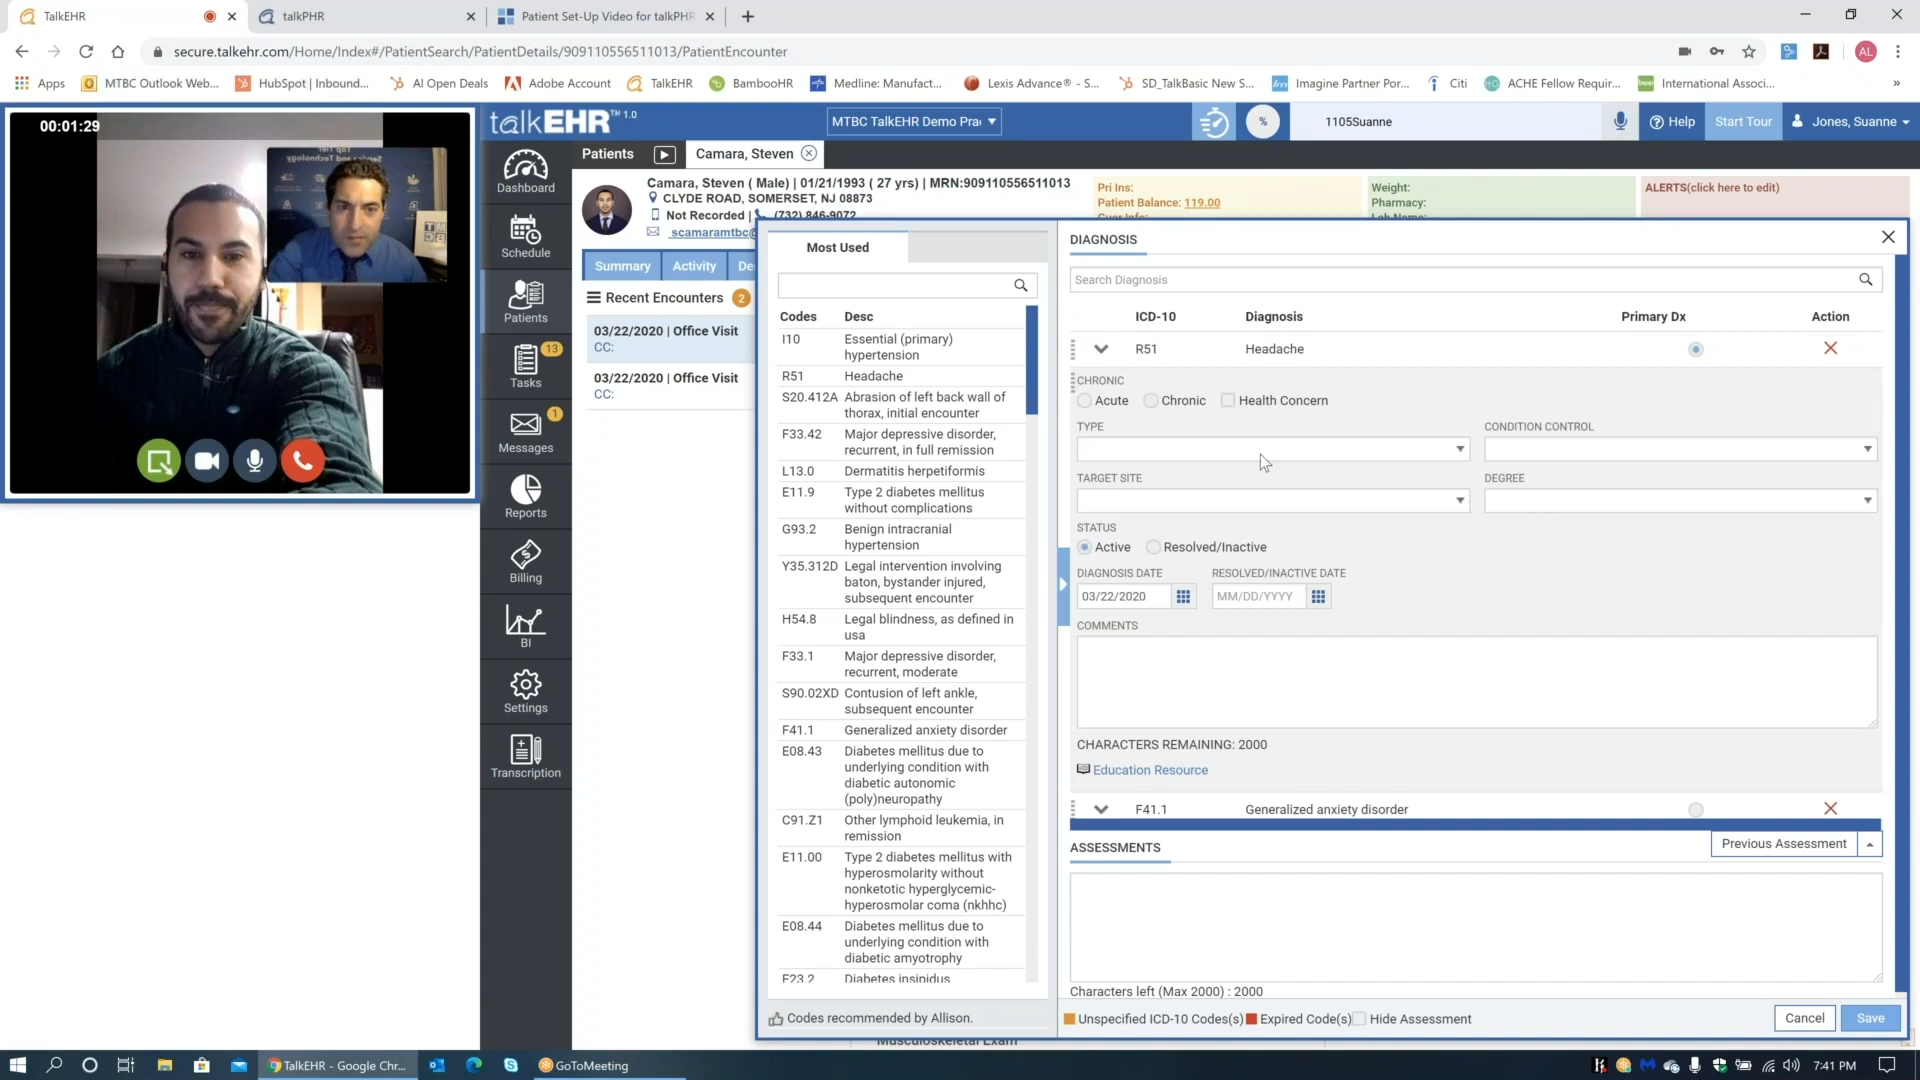 TalkEHR
talkPHR
Patient Set-Up Video for talkPHR
secure.talkehr.com/Home/Index#/PatientSearch/PatientDetails/909110556511013/PatientEncounter
AL
Apps
MTBC Outlook Web...
HubSpot | Inbound...
AI Open Deals
Adobe Account
TalkEHR
BambooHR
Medline: Manufact...
Lexis Advance® - S...
SD_TalkBasic New S...
Imagine Partner Por...
Citi
ACHE Fellow Requir...
International Associ...
00:01:29
talkEHR™ 1.0
MTBC TalkEHR Demo Prac
%
1105Suanne
Help
Start Tour
Jones, Suanne
Dashboard
Schedule
Patients
13
Tasks
1
Messages
Reports
Billing
BI
Settings
Transcription
Patients
Camara, Steven
Camara, Steven ( Male) | 01/21/1993 ( 27 yrs) | MRN:909110556511013
CLYDE ROAD, SOMERSET, NJ 08873
Not Recorded | (732) 846-9072
scamaramtbc@
Pri Ins:
Patient Balance: 119.00
Weight:
Pharmacy:
ALERTS(click here to edit)
Summary
Activity
De
Recent Encounters 2
03/22/2020 | Office Visit
CC:
03/22/2020 | Office Visit
CC:
Most Used
Codes Desc
I10 Essential (primary)
hypertension
R51 Headache
S20.412A Abrasion of left back wall of
thorax, initial encounter
F33.42 Major depressive disorder,
recurrent, in full remission
L13.0 Dermatitis herpetiformis
E11.9 Type 2 diabetes mellitus
without complications
G93.2 Benign intracranial
hypertension
Y35.312D Legal intervention involving
baton, bystander injured,
subsequent encounter
H54.8 Legal blindness, as defined in
usa
F33.1 Major depressive disorder,
recurrent, moderate
S90.02XD Contusion of left ankle,
subsequent encounter
F41.1 Generalized anxiety disorder
E08.43 Diabetes mellitus due to
underlying condition with
diabetic autonomic
(poly)neuropathy
C91.Z1 Other lymphoid leukemia, in
remission
E11.00 Type 2 diabetes mellitus with
hyperosmolarity without
nonketotic hyperglycemic-
hyperosmolar coma (nkhhc)
E08.44 Diabetes mellitus due to
underlying condition with
diabetic amyotrophy
E23.2 Diabetes insipidus
Codes recommended by Allison.
DIAGNOSIS
Search Diagnosis
ICD-10 Diagnosis Primary Dx Action
R51 Headache
CHRONIC
Acute Chronic Health Concern
TYPE CONDITION CONTROL
TARGET SITE DEGREE
STATUS
Active Resolved/Inactive
DIAGNOSIS DATE RESOLVED/INACTIVE DATE
03/22/2020 MM/DD/YYYY
COMMENTS
CHARACTERS REMAINING: 2000
Education Resource
F41.1 Generalized anxiety disorder
ASSESSMENTS
Previous Assessment
Characters left (Max 2000) : 2000
Unspecified ICD-10 Codes(s) Expired Code(s) Hide Assessment
Cancel
Save
Musculoskeletal Exam
TalkEHR - Google Chr...
GoToMeeting
7:41 PM